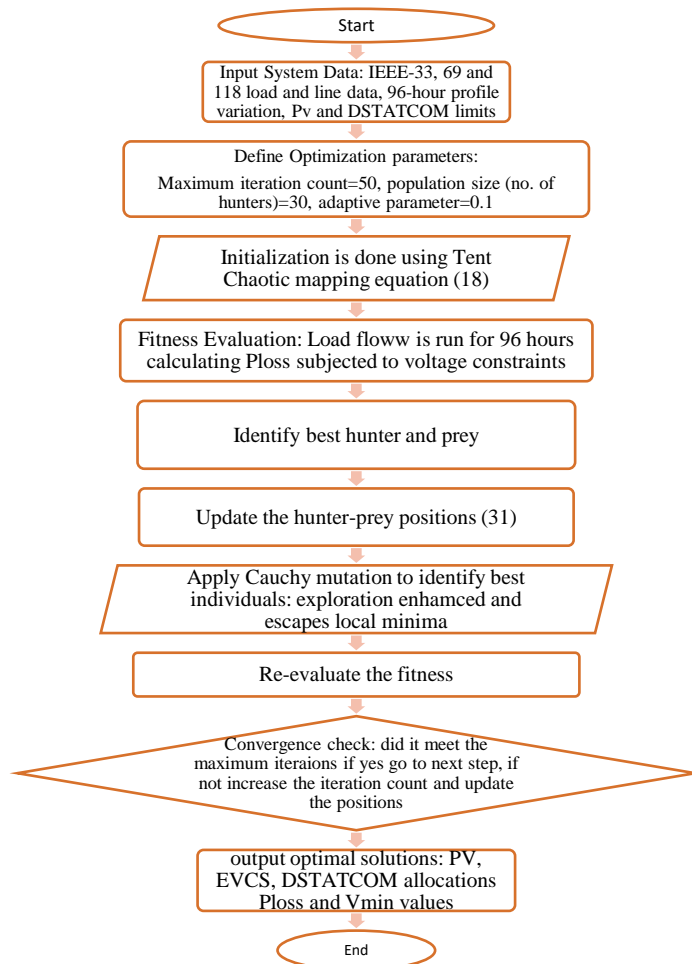 Start
Input System Data: IEEE-33, 69 and
118 load and line data, 96-hour profile
variation, Pv and DSTATCOM limits
Define Optimization parameters:
Maximum iteration count=50, population size (no. of
hunters)=30, adaptive parameter=0.1
Initialization is done using Tent
Chaotic mapping equation (18)
Fitness Evaluation: Load floww is run for 96 hours
calculating Ploss subjected to voltage constraints
Identify best hunter and prey
Update the hunter-prey positions (31)
Apply Cauchy mutation to identify best
individuals: exploration enhamced and
escapes local minima
Re-evaluate the fitness
Convergence check: did it meet the
maximum iteraions if yes go to next step, if
not increase the iteration count and update
the positions
output optimal solutions: PV,
EVCS, DSTATCOM allocations
Ploss and Vmin values
End